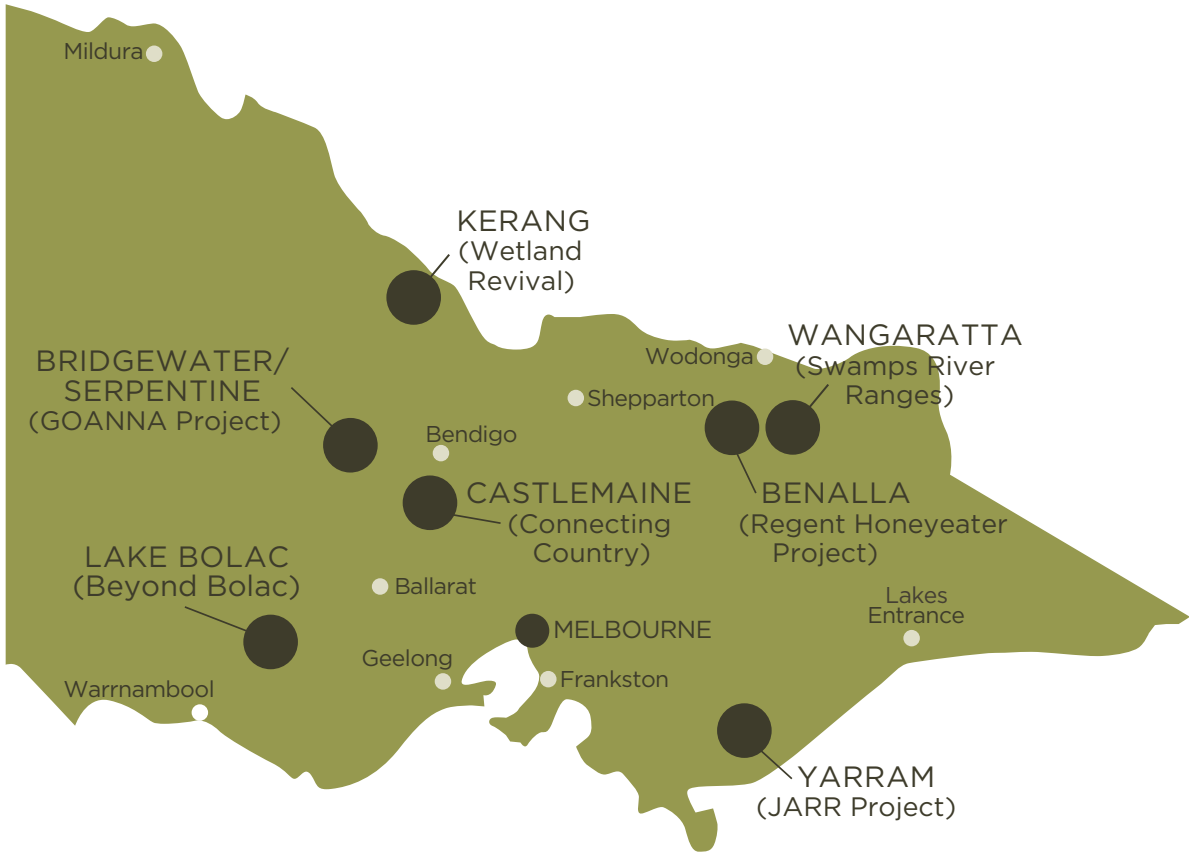 Mildura
KERANG
(Wetland
Revival)
WANGARATTA
(Swamps River
Ranges)
Wodonga
BRIDGEWATER/
SERPENTINE
(GOANNA Project)
Shepparton
Bendigo
CASTLEMAINE
(Connecting
Country)
BENALLA
(Regent Honeyeater
Project)
LAKE BOLAC
(Beyond Bolac)
Ballarat
Lakes
Entrance
MELBOURNE
Geelong
Frankston
Warrnambool
YARRAM
(JARR Project)